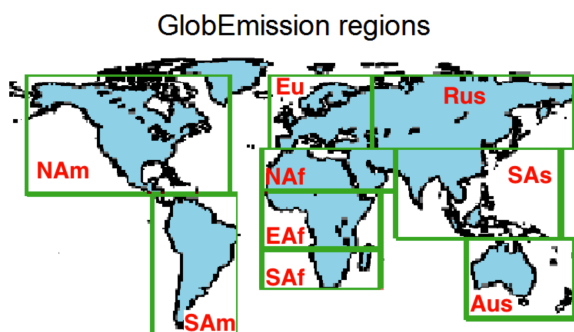 GlobEmission regions
Eu
Rus
NAm
NAf
SAs
EAf
SAf
Aus
SAm